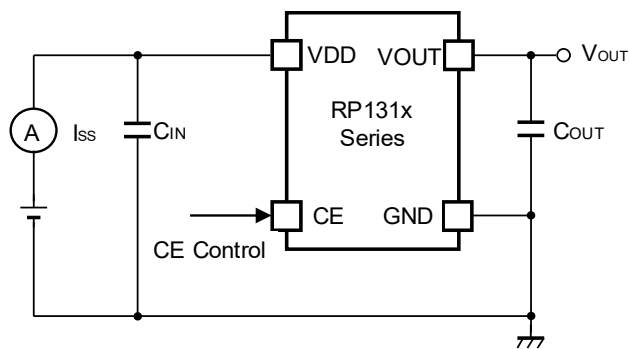 VDD VOUT VOUT
RP131x
Series
A ISS CIN COUT
CE GND
CE Control